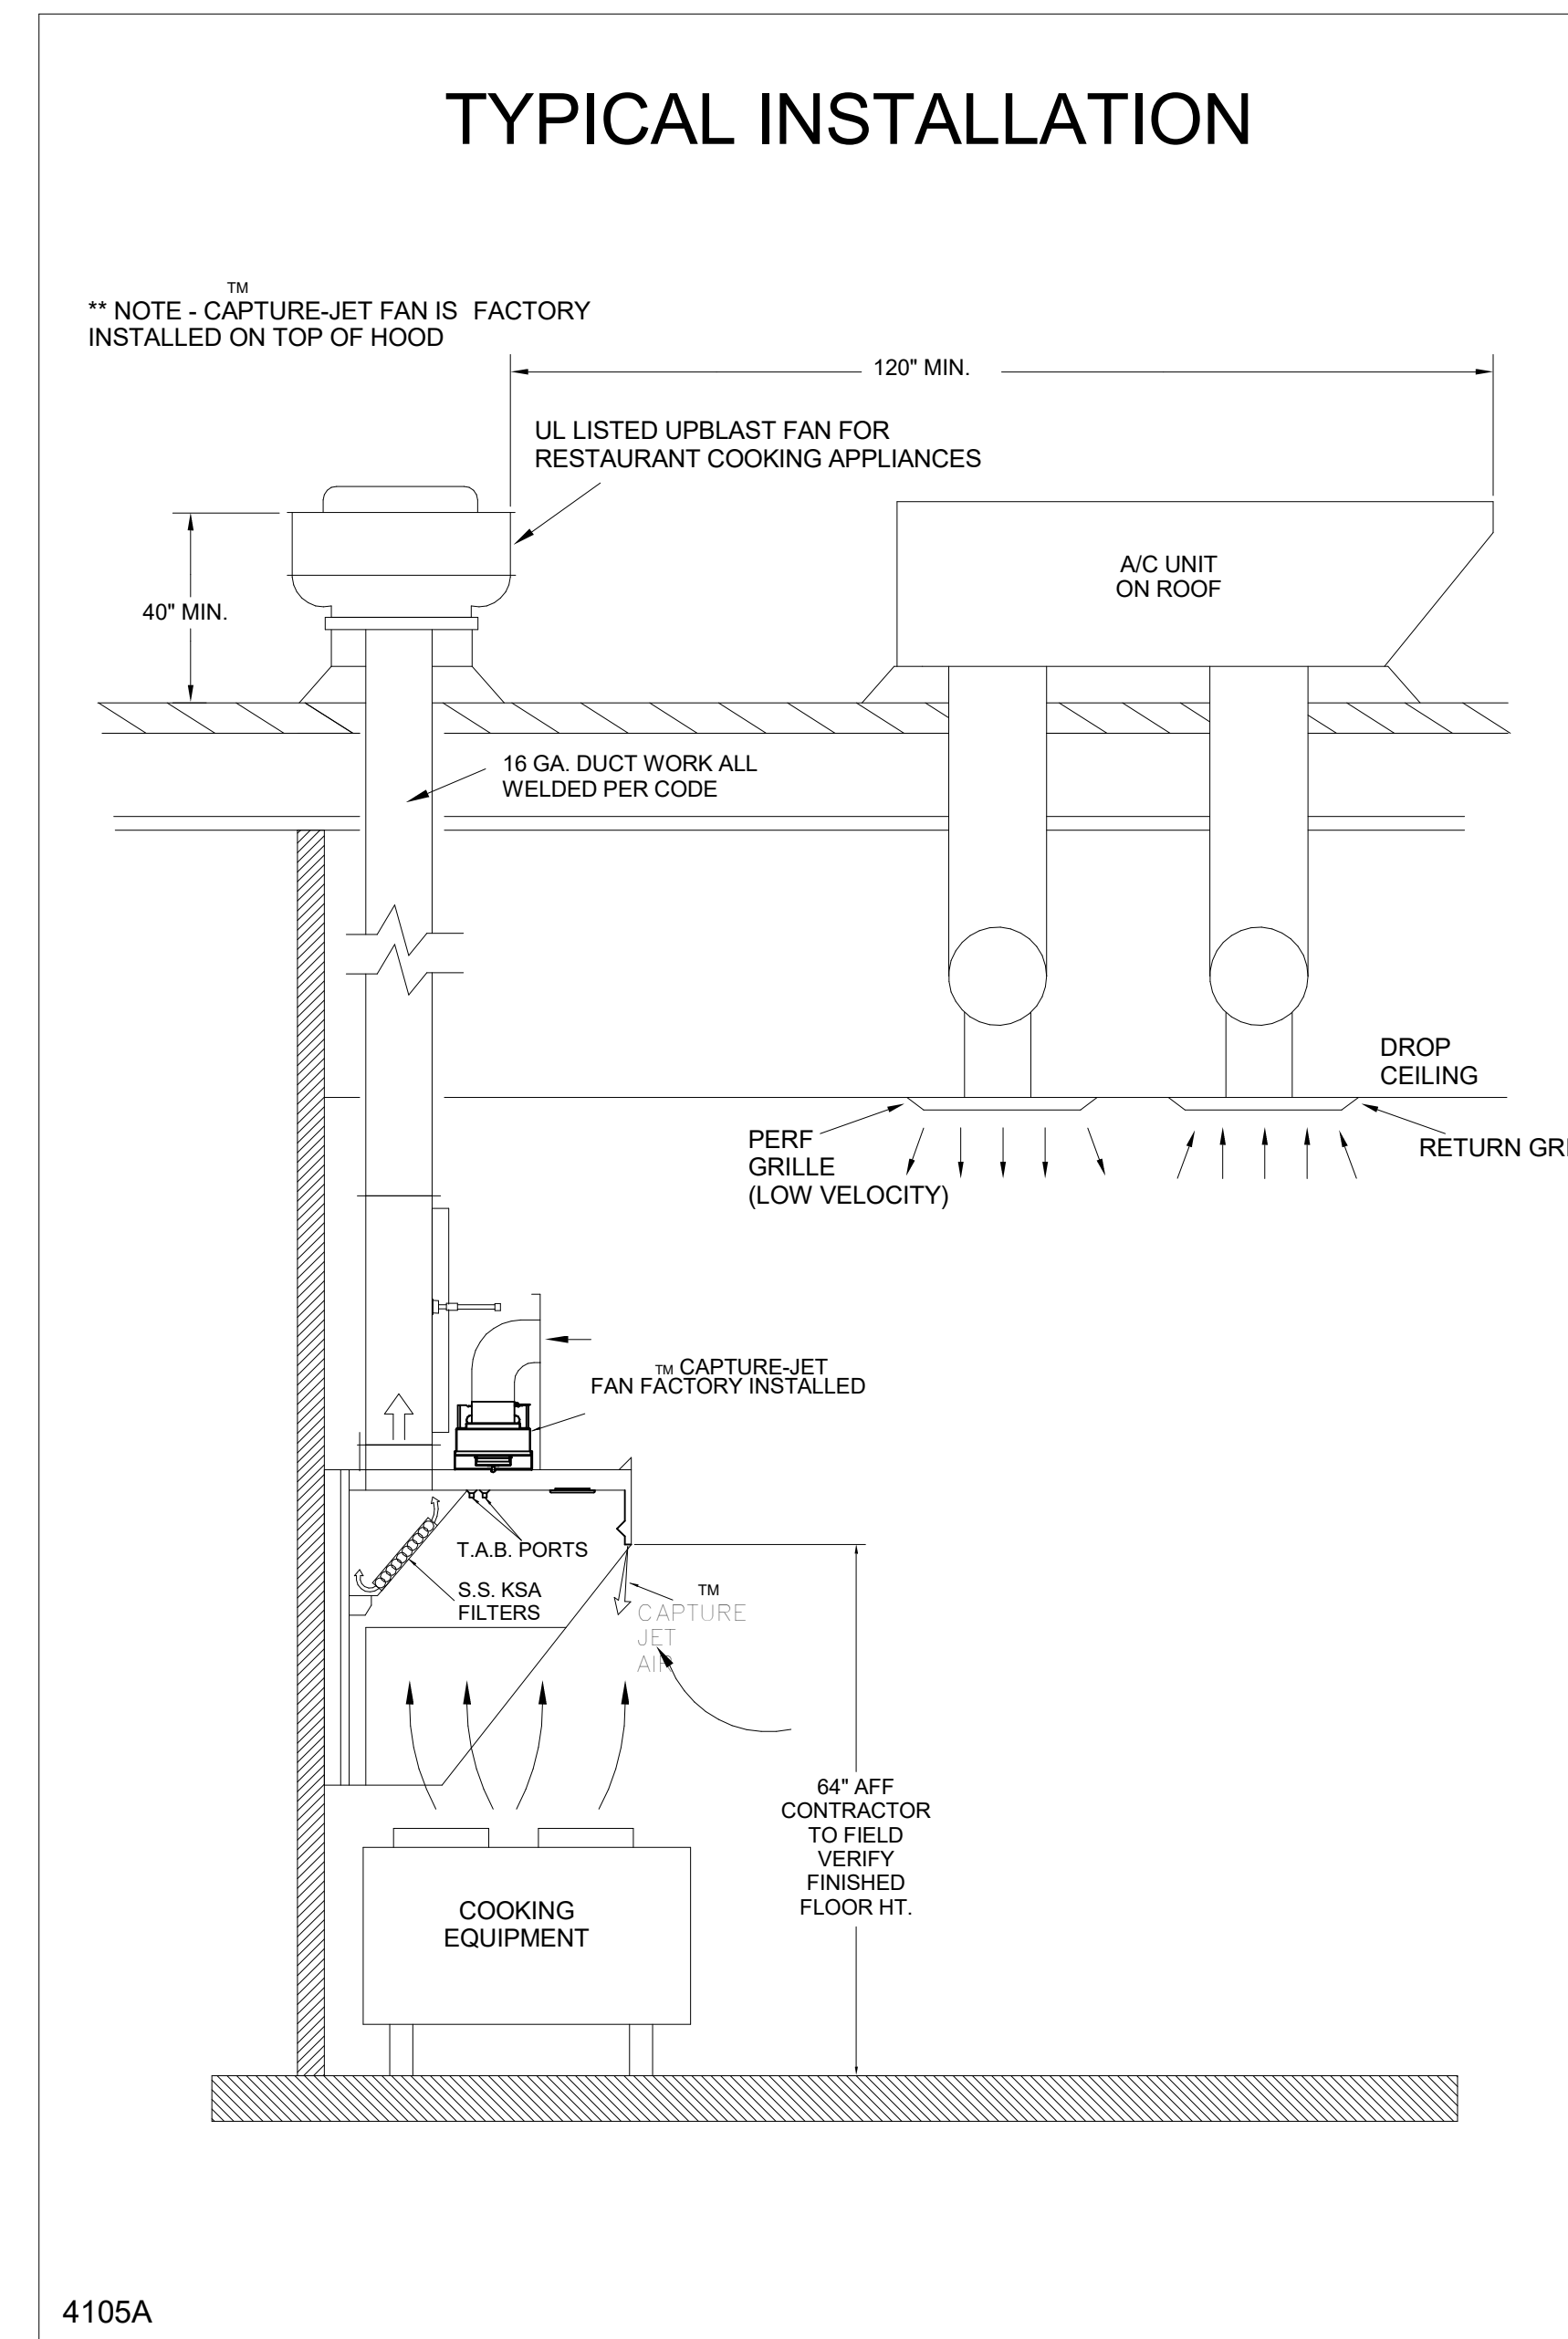 TYPICAL INSTALLATION
TM
** NOTE - CAPTURE-JET FAN IS FACTORY
INSTALLED ON TOP OF HOOD
120" MIN.
UL LISTED UPBLAST FAN FOR
RESTAURANT COOKING APPLIANCES
A/C UNIT
ON ROOF
40" MIN.
16 GA. DUCT WORK ALL
WELDED PER CODE
DROP
CEILING
PERF
GRILLE
(LOW VELOCITY)
RETURN
TM CAPTURE-JET
FAN FACTORY INSTALLED
T.A.B. PORTS
S.S. KSA
FILTERS
TM
CAPTURE
JET
AIR
64" AFF
CONTRACTOR
TO FIELD
VERIFY
FINISHED
FLOOR HT.
COOKING
EQUIPMENT
4105A